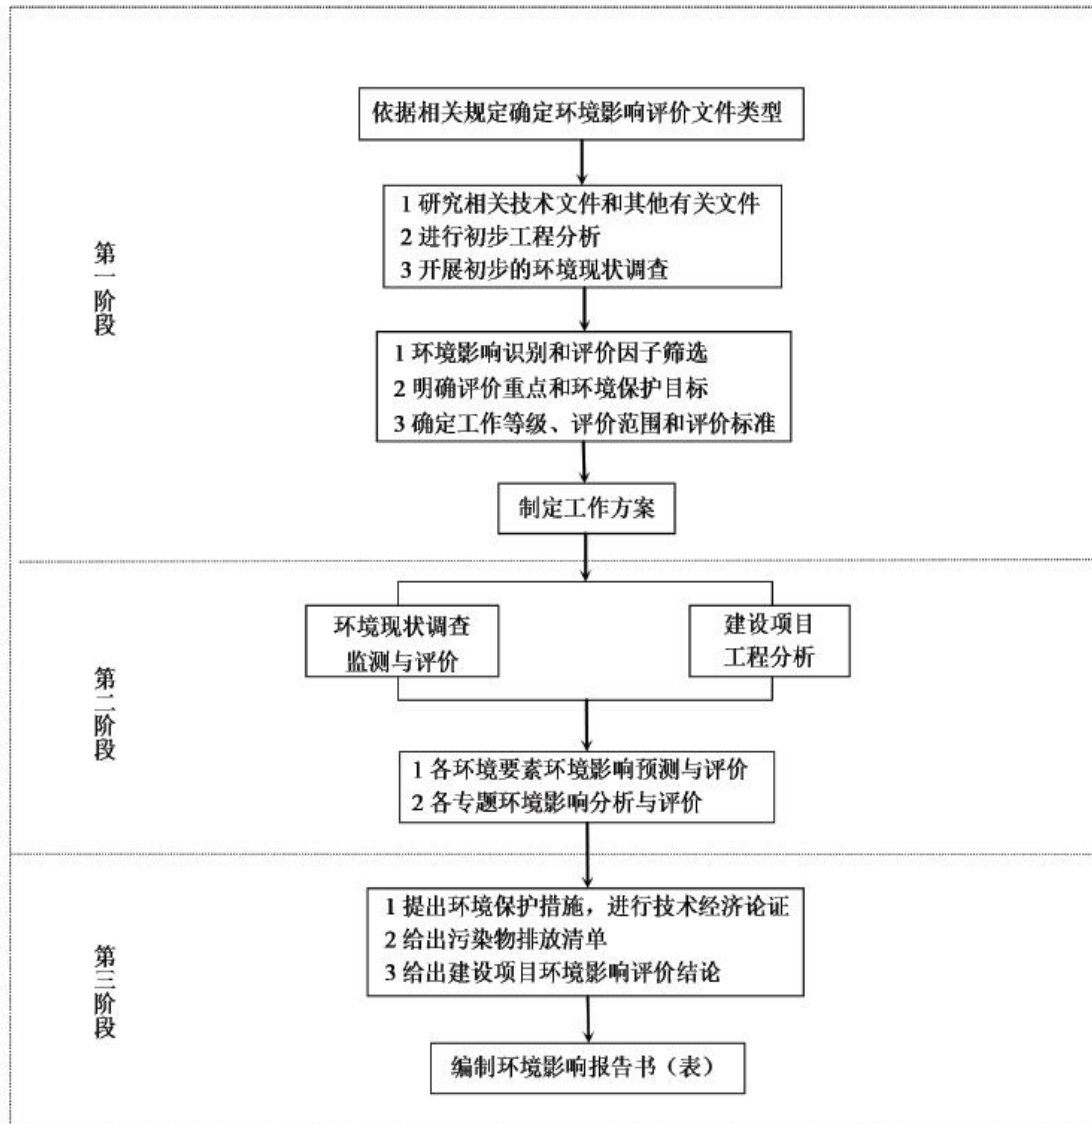 依据相关规定确定环境影响评价文件类型
1 研究相关技术文件和其他有关文件
2 进行初步工程分析
3 开展初步的环境现状调查
第一阶段
1 环境影响识别和评价因子筛选
2 明确评价重点和环境保护目标
3 确定工作等级、评价范围和评价标准
制定工作方案
环境现状调查
监测与评价
建设项目
工程分析
第二阶段
1 各环境要素环境影响预测与评价
2 各专题环境影响分析与评价
1 提出环境保护措施，进行技术经济论证
2 给出污染物排放清单
3 给出建设项目环境影响评价结论
第三阶段
编制环境影响报告书（表）